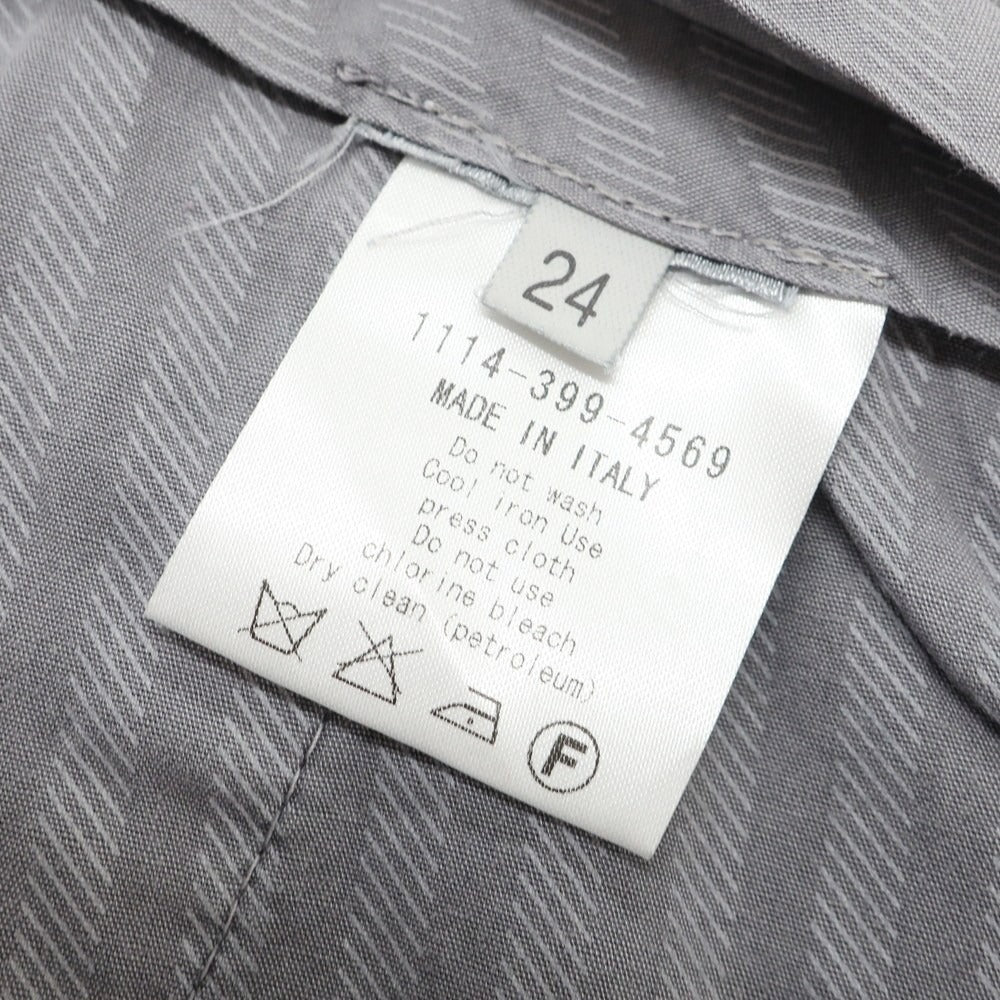 24
1114-399-4569
MADE IN ITALY
Do not wash
Cool iron Use
press cloth
Do not use
chlorine bleach
Dry clean (petroleum)
F